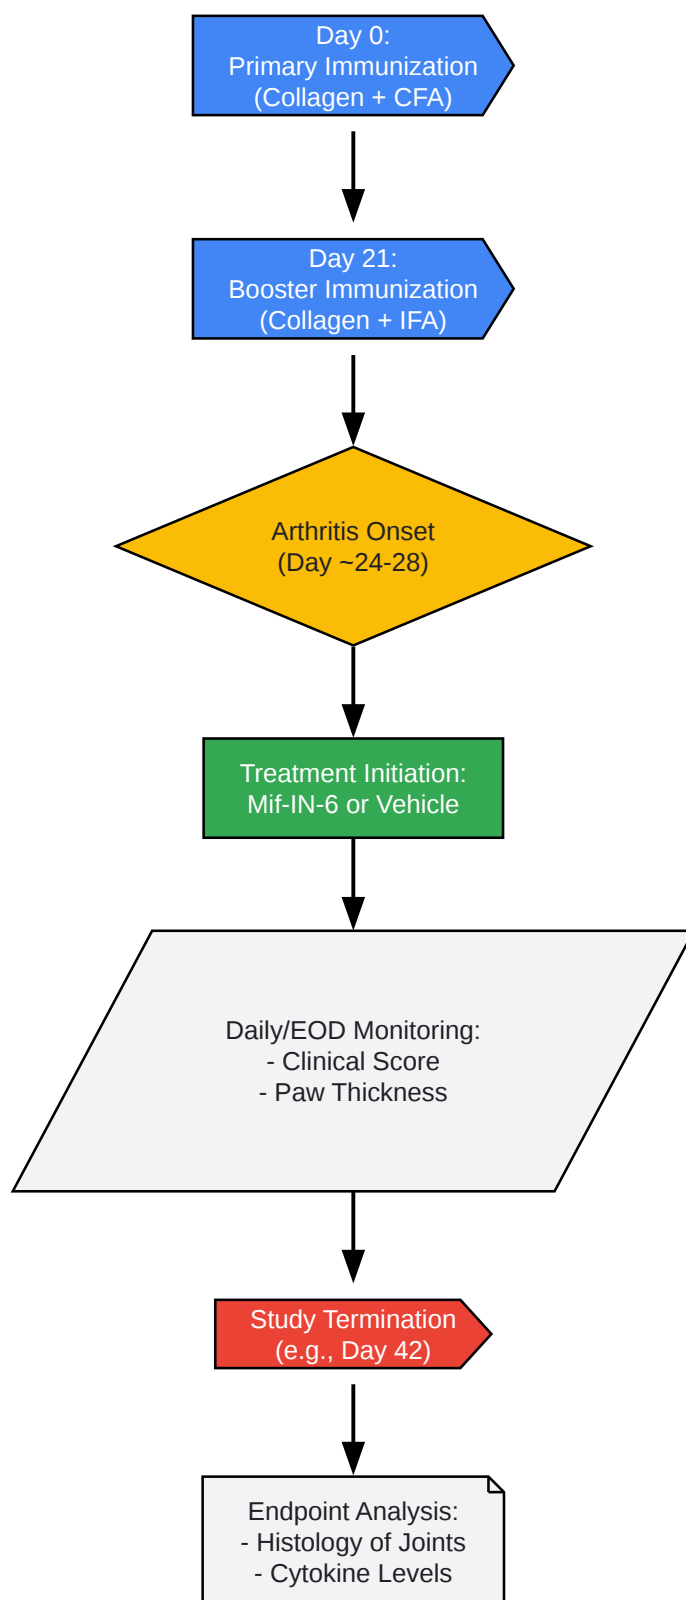 Day 0:
Primary Immunization
(Collagen + CFA)
Day 21:
Booster Immunization
(Collagen + IFA)
Arthritis Onset
(Day ~24-28)
Treatment Initiation:
Mif-IN-6 or Vehicle
Daily/EOD Monitoring:
- Clinical Score
- Paw Thickness
Study Termination
(e.g., Day 42)
Endpoint Analysis:
- Histology of Joints
- Cytokine Levels